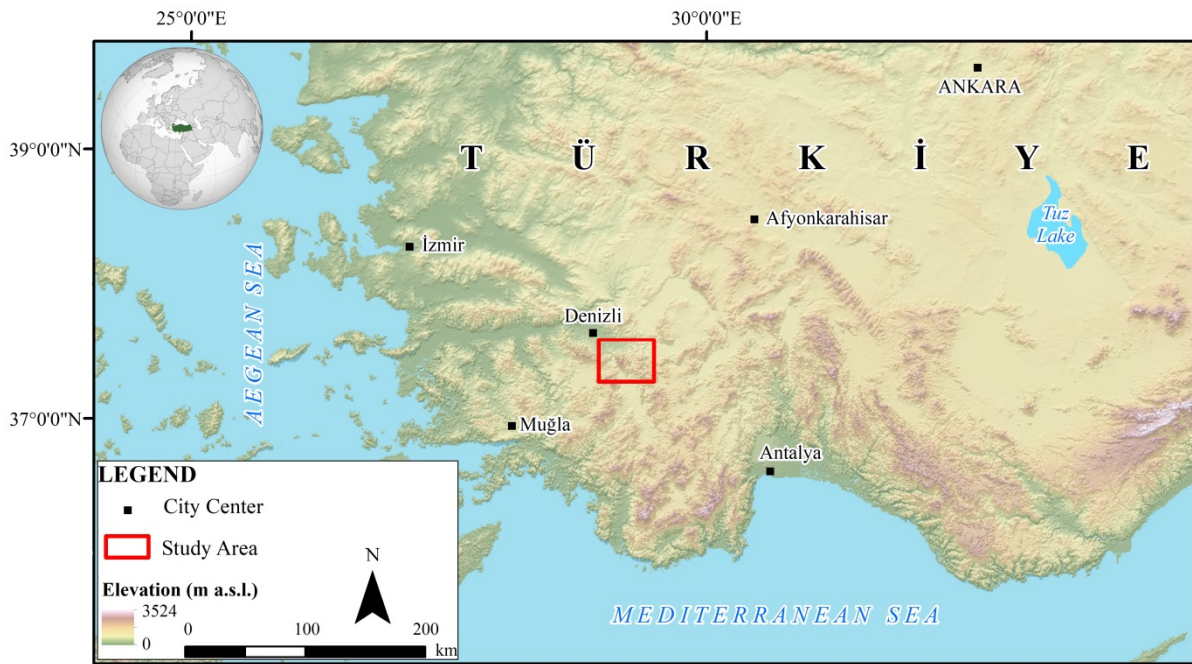 25°0'0"E
30°0'0"E
ANKARA
39°0'0"N
T Ü R K İ Y E
Tuz
Lake
Afyonkarahisar
İzmir
AEGEAN SEA
Denizli
37°0'0"N
Muğla
Antalya
LEGEND
City Center
Study Area
N
Elevation (m a.s.l.)
3524
0
0 100 200
km
MEDITERRANEAN SEA